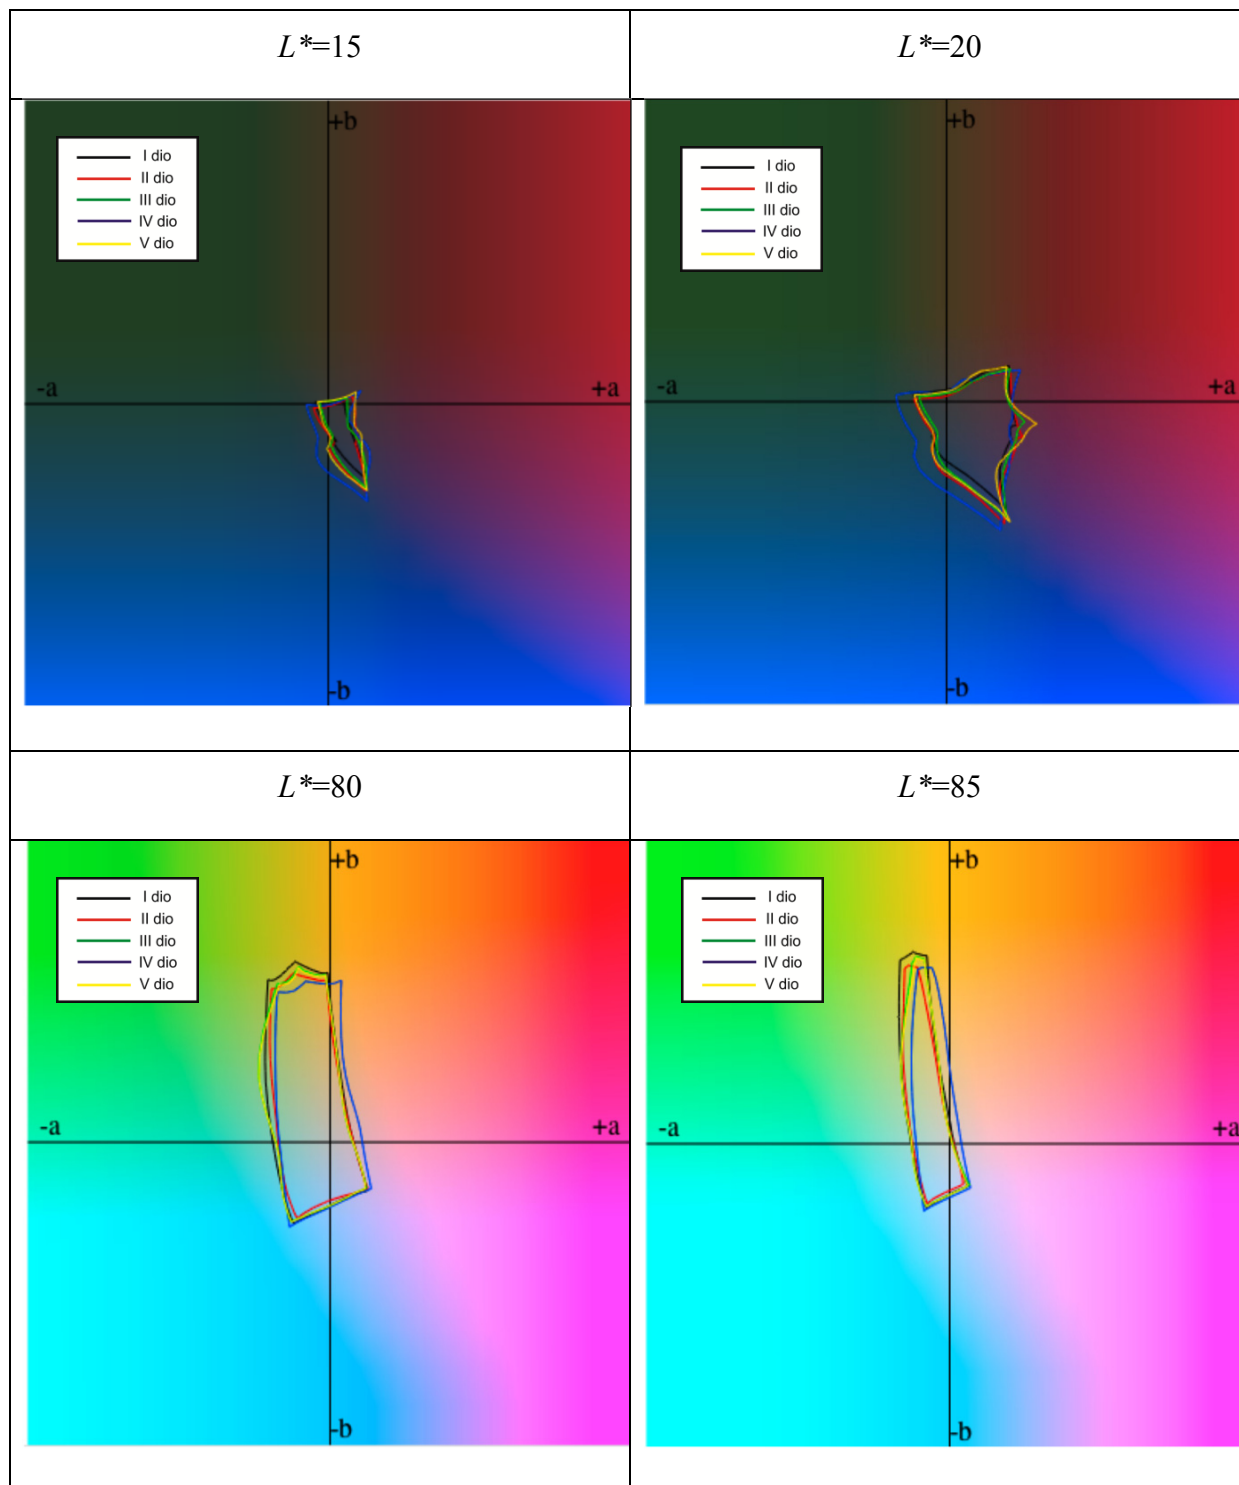 L*=15
L*=20
+b
I dio
II dio
III dio
IV dio
V dio
-a
+a
-b
+b
I dio
II dio
III dio
IV dio
V dio
-a
+a
-b
L*=80
L*=85
+b
I dio
II dio
III dio
IV dio
V dio
-a
+a
-b
+b
I dio
II dio
III dio
IV dio
V dio
-a
+a
-b